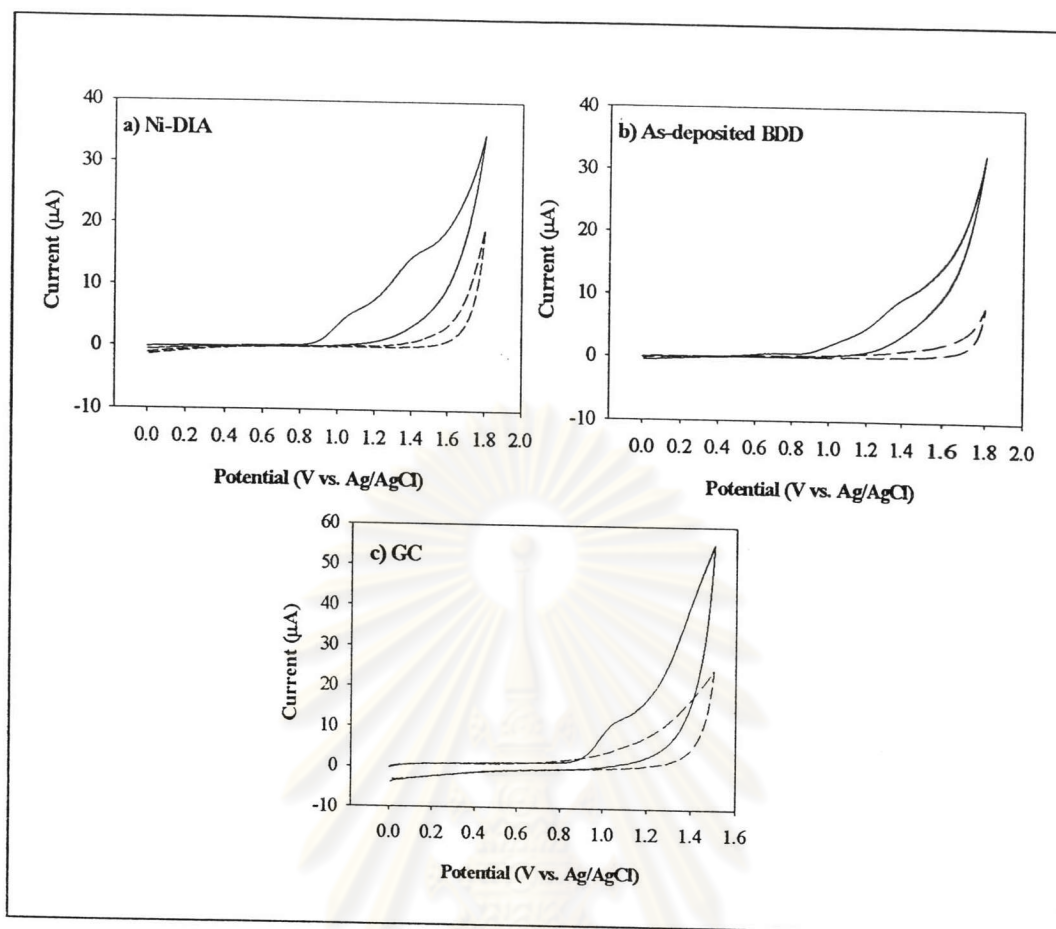 a) Ni-DIA
40
30
20
10
0
-10
Current (µA)
0.0 0.2 0.4 0.6 0.8 1.0 1.2 1.4 1.6 1.8 2.0
Potential (V vs. Ag/AgCl)
b) As-deposited BDD
40
30
20
10
0
-10
Current (µA)
0.0 0.2 0.4 0.6 0.8 1.0 1.2 1.4 1.6 1.8 2.0
Potential (V vs. Ag/AgCl)
c) GC
60
50
40
30
20
10
0
-10
Current (µA)
0.0 0.2 0.4 0.6 0.8 1.0 1.2 1.4 1.6
Potential (V vs. Ag/AgCl)